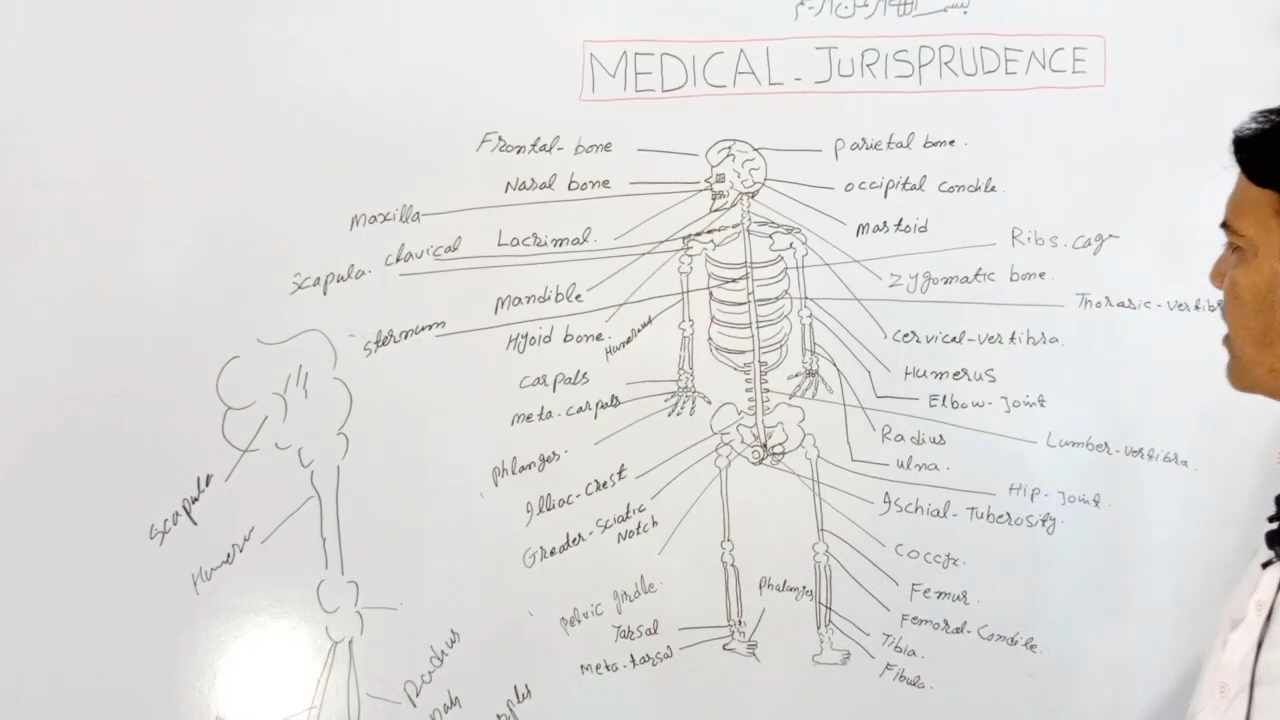 بسم الله الرحمن الرحيم
MEDICAL - JURISPRUDENCE
Frontal-bone
Nasal bone
Maxilla
Lacrimal.
clavical
Scapula.
Mandible
Sternum
Hyoid bone.
Humerus
carpals
meta-carpals
phlanges.
Illiac-crest
Greater-Sciatic
Notch
pelvic girdle.
Tarsal
Meta-tarsal
phalanges
parietal bone.
occipital condile.
mastoid
Ribs.cage
Zygomatic bone.
Thorasic-vertibr
cervical-vertibra.
Humerus
Elbow-joint
Radius
ulna.
Lumber-vertibra.
Hip-joint.
Ischial-Tuberosity.
coccyx.
Femur.
Femoral-Condile.
Tibia.
Fibula.
Scapula
Humerus
Radius